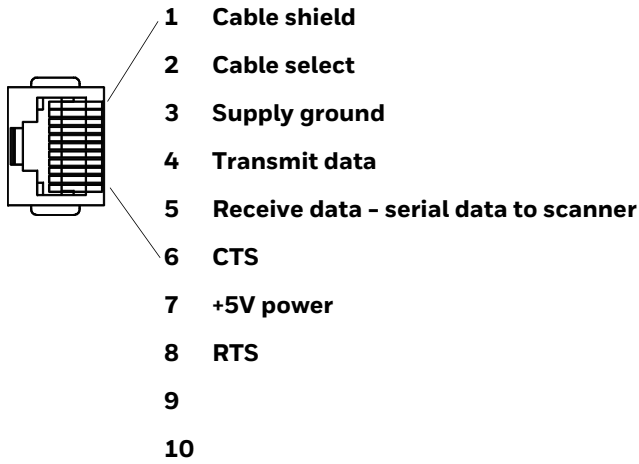 1 Cable shield
2 Cable select
3 Supply ground
4 Transmit data
5 Receive data – serial data to scanner
6 CTS
7 +5V power
8 RTS
9
10